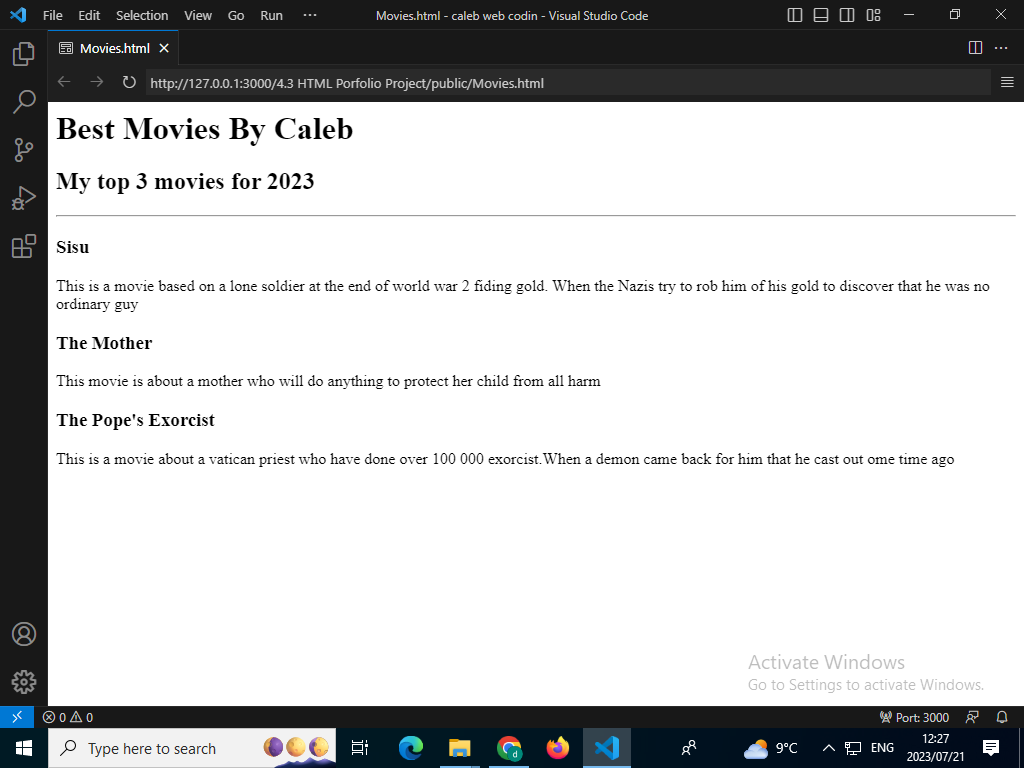 File Edit Selection View Go Run ··· Movies.html - caleb web codin - Visual Studio Code
Movies.html
http://127.0.0.1:3000/4.3 HTML Porfolio Project/public/Movies.html
Best Movies By Caleb
My top 3 movies for 2023
Sisu
This is a movie based on a lone soldier at the end of world war 2 fiding gold. When the Nazis try to rob him of his gold to discover that he was no
ordinary guy
The Mother
This movie is about a mother who will do anything to protect her child from all harm
The Pope's Exorcist
This is a movie about a vatican priest who have done over 100 000 exorcist.When a demon came back for him that he cast out ome time ago
Activate Windows
Go to Settings to activate Windows.
0 0 Port: 3000
Type here to search d 9°C ENG 12:27
2023/07/21